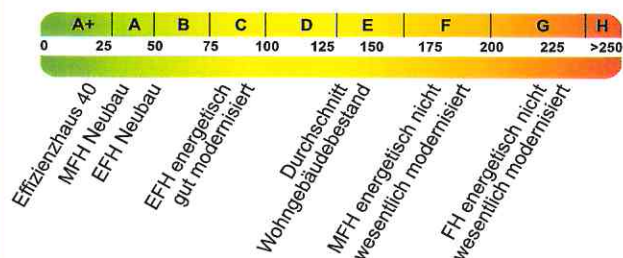 A+ A B C D E F G H
0 25 50 75 100 125 150 175 200 225 >250
Effizienzhaus 40
MFH Neubau
EFH Neubau
EFH energetisch
gut modernisiert
Durchschnitt
Wohngebäudebestand
MFH energetisch nicht
wesentlich modernisiert
FH energetisch nicht
wesentlich modernisiert